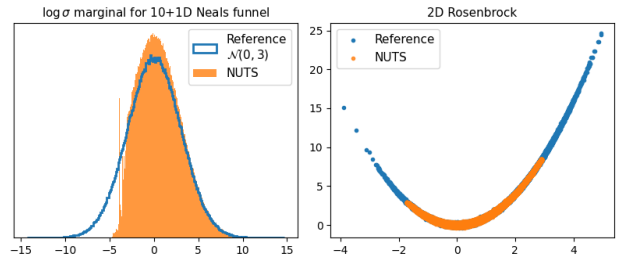 log σ marginal for 10+1D Neals funnel
Reference
𝒩(0, 3)
NUTS
−15 −10 −5 0 5 10 15
2D Rosenbrock
Reference
NUTS
25
20
15
10
5
0
−4 −2 0 2 4